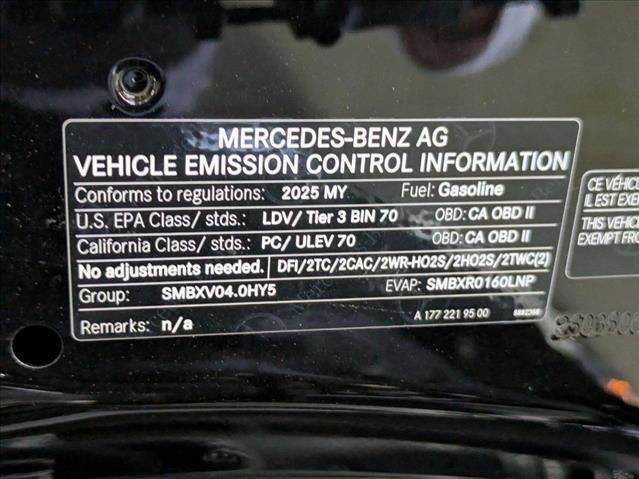 MERCEDES-BENZ AG
VEHICLE EMISSION CONTROL INFORMATION
Conforms to regulations: 2025 MY Fuel: Gasoline
U.S. EPA Class/ stds.: LDV/ Tier 3 BIN 70 OBD: CA OBD II
California Class/ stds.: PC/ ULEV 70 OBD: CA OBD II
No adjustments needed. DFI/2TC/2CAC/2WR-HO2S/2HO2S/2TWC(2)
Group: SMBXV04.0HY5 EVAP: SMBXR0160LNP
Remarks: n/a A 177 221 95 00
CE VÉHIC
IL EST EXE
THIS VEHIC
EXEMPT FRO